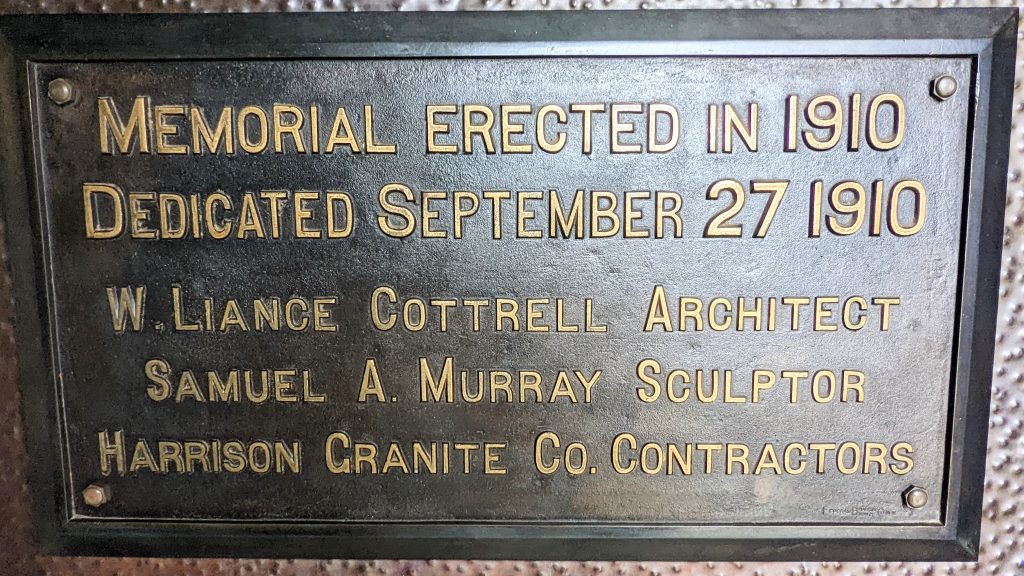 MEMORIAL ERECTED IN 1910
DEDICATED SEPTEMBER 27 1910
W. LIANCE COTTRELL ARCHITECT
SAMUEL A. MURRAY SCULPTOR
HARRISON GRANITE CO. CONTRACTORS